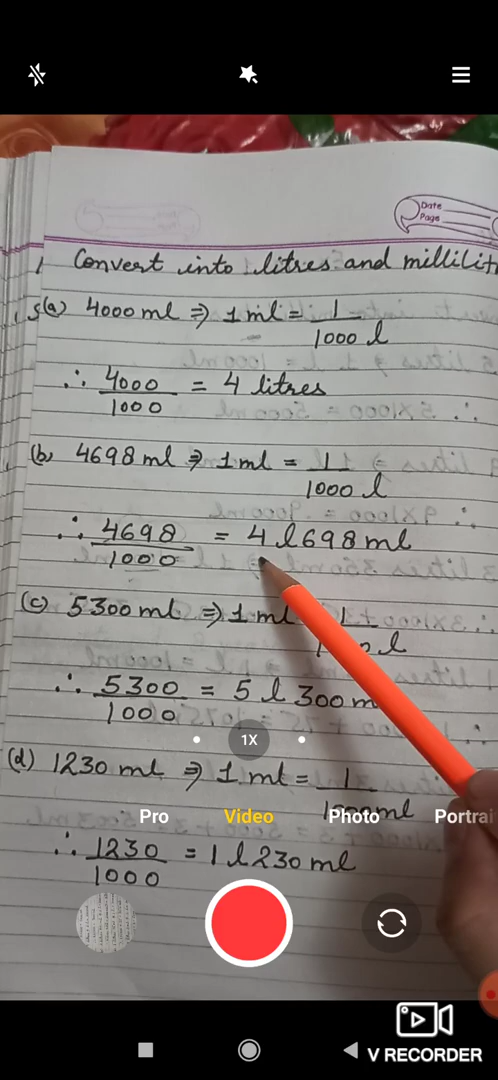 Date
Page
Convert into litres and millilit
(a) 4000 ml ⇒ 1 ml = 1/1000 l
∴ 4000/1000 = 4 litres
(b) 4698 ml ⇒ 1 ml = 1/1000 l
∴ 4698/1000 = 4 l 698 ml
(c) 5300 ml ⇒ 1 ml
l
∴ 5300/1000 = 5 l 300 m
1X
(d) 1230 ml ⇒ 1 ml = 1/1000 ml
Pro Video Photo Portrai
∴ 1230/1000 = 1 l 230 ml
V RECORDER